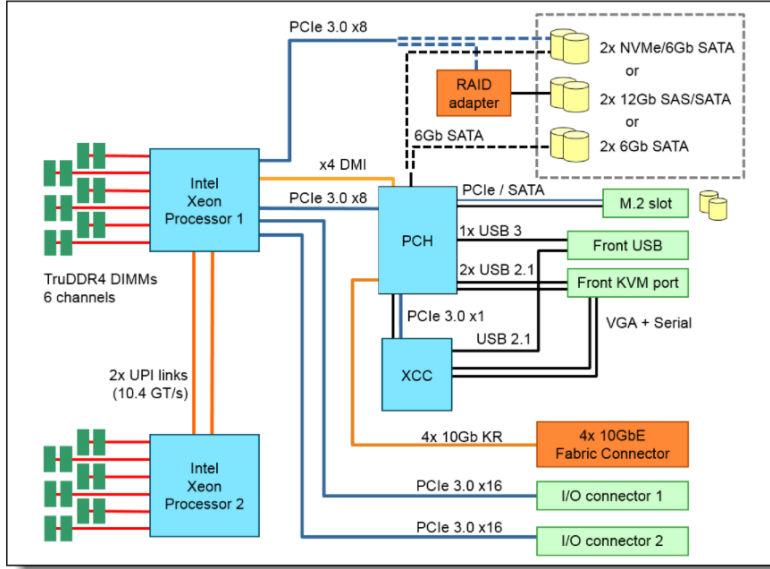 PCIe 3.0 x8
2x NVMe/6Gb SATA
or
RAID
adapter
2x 12Gb SAS/SATA
or
6Gb SATA
2x 6Gb SATA
x4 DMI
Intel
Xeon
Processor 1
PCIe 3.0 x8
PCIe / SATA
M.2 slot
PCH
1x USB 3
Front USB
2x USB 2.1
Front KVM port
TruDDR4 DIMMs
6 channels
PCIe 3.0 x1
VGA + Serial
USB 2.1
XCC
2x UPI links
(10.4 GT/s)
4x 10Gb KR
4x 10GbE
Fabric Connector
Intel
Xeon
Processor 2
PCIe 3.0 x16
I/O connector 1
PCIe 3.0 x16
I/O connector 2